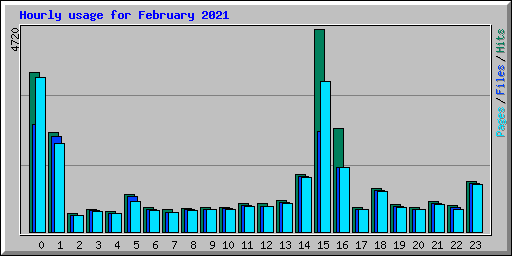 Hourly usage for February 2021
4720
Pages / Files / Hits
0 1 2 3 4 5 6 7 8 9 10 11 12 13 14 15 16 17 18 19 20 21 22 23